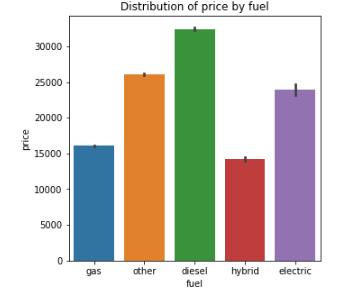 Distribution of price by fuel
30000
25000
20000
15000
10000
5000
0
price
gas other diesel hybrid electric
fuel